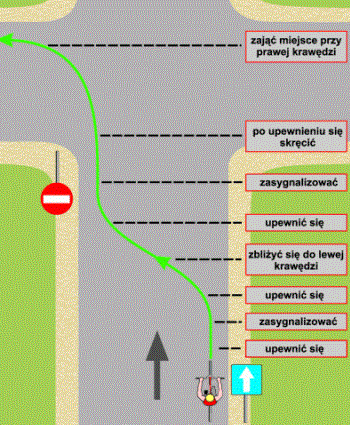 zająć miejsce przy
prawej krawędzi
po upewnieniu się
skręcić
zasygnalizować
upewnić się
zbliżyć się do lewej
krawędzi
upewnić się
zasygnalizować
upewnić się